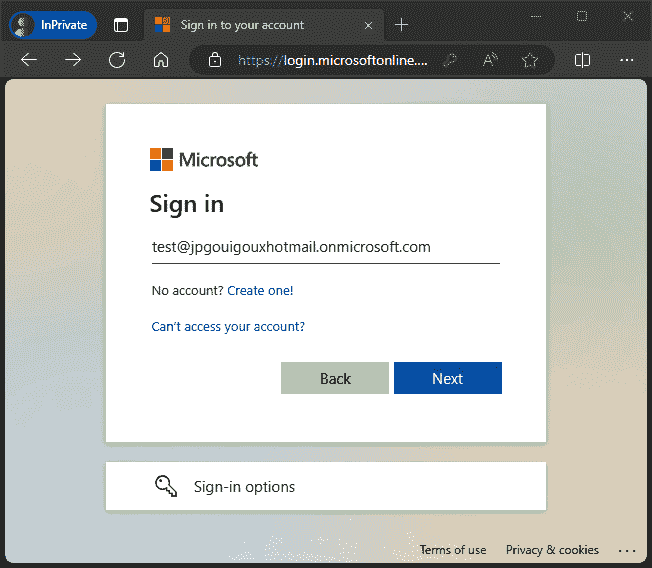 InPrivate
Sign in to your account
https://login.microsoftonline....
Microsoft
Sign in
test@jpgouigouxhotmail.onmicrosoft.com
No account? Create one!
Can't access your account?
Back Next
Sign-in options
Terms of use Privacy & cookies ...